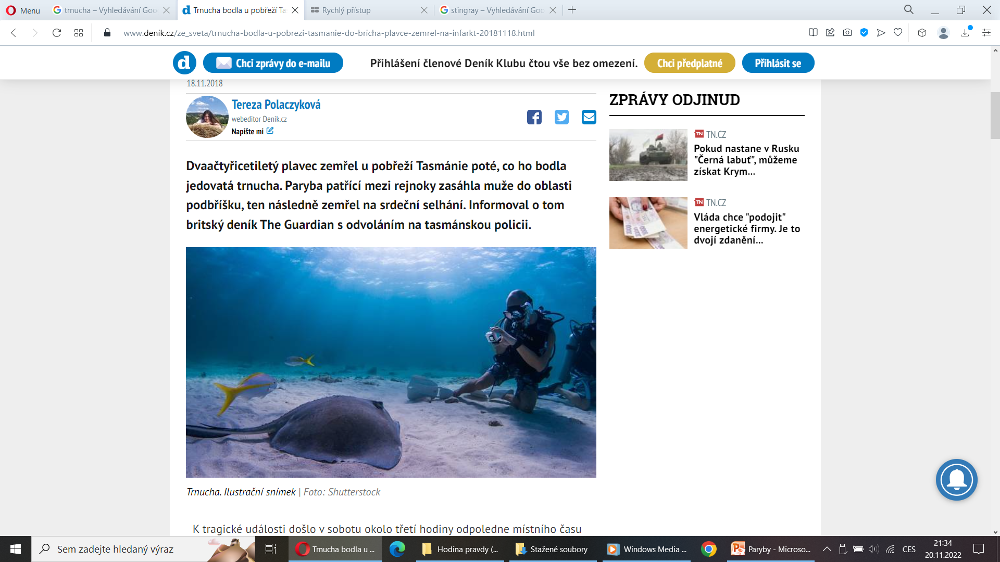 Menu
trnucha – Vyhledávání Goo
Trnucha bodla u pobřeží Ta
Rychlý přístup
stingray – Vyhledávání Goo
www.denik.cz/ze_sveta/trnucha-bodla-u-pobrezi-tasmanie-do-bricha-plavce-zemrel-na-infarkt-20181118.html
d
Chci zprávy do e-mailu
Přihlášení členové Deník Klubu čtou vše bez omezení.
Chci předplatné
Přihlásit se
18.11.2018
Tereza Polaczyková
webeditor Denik.cz
Napište mi
Dvaačtyřicetiletý plavec zemřel u pobřeží Tasmánie poté, co ho bodla
jedovatá trnucha. Paryba patřící mezi rejnoky zasáhla muže do oblasti
podbříšku, ten následně zemřel na srdeční selhání. Informoval o tom
britský deník The Guardian s odvoláním na tasmánskou policii.
Trnucha. Ilustrační snímek | Foto: Shutterstock
K tragické události došlo v sobotu okolo třetí hodiny odpoledne místního času
ZPRÁVY ODJINUD
TN TN.CZ
Pokud nastane v Rusku
"Černá labuť", můžeme
získat Krym...
TN TN.CZ
Vláda chce "podojit"
energetické firmy. Je to
dvojí zdanění...
Sem zadejte hledaný výraz
Trnucha bodla u ...
Hodina pravdy (...
Stažené soubory
Windows Media ...
Paryby - Microso...
CES
21:34
20.11.2022